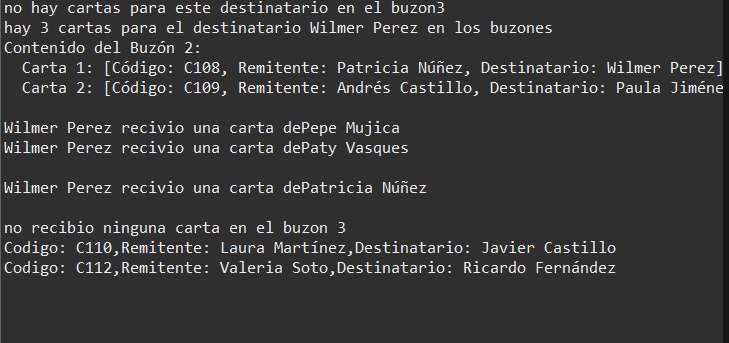 no hay cartas para este destinatario en el buzon3
hay 3 cartas para el destinatario Wilmer Perez en los buzones
Contenido del Buzón 2:
Carta 1: [Código: C108, Remitente: Patricia Núñez, Destinatario: Wilmer Perez]
Carta 2: [Código: C109, Remitente: Andrés Castillo, Destinatario: Paula Jiméne
Wilmer Perez recivio una carta dePepe Mujica
Wilmer Perez recivio una carta dePaty Vasques
Wilmer Perez recivio una carta dePatricia Núñez
no recibio ninguna carta en el buzon 3
Codigo: C110,Remitente: Laura Martínez,Destinatario: Javier Castillo
Codigo: C112,Remitente: Valeria Soto,Destinatario: Ricardo Fernández